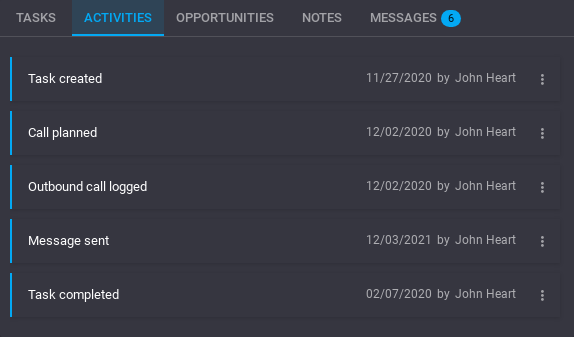 TASKS ACTIVITIES OPPORTUNITIES NOTES MESSAGES 6
Task created 11/27/2020 by John Heart
Call planned 12/02/2020 by John Heart
Outbound call logged 12/02/2020 by John Heart
Message sent 12/03/2021 by John Heart
Task completed 02/07/2020 by John Heart